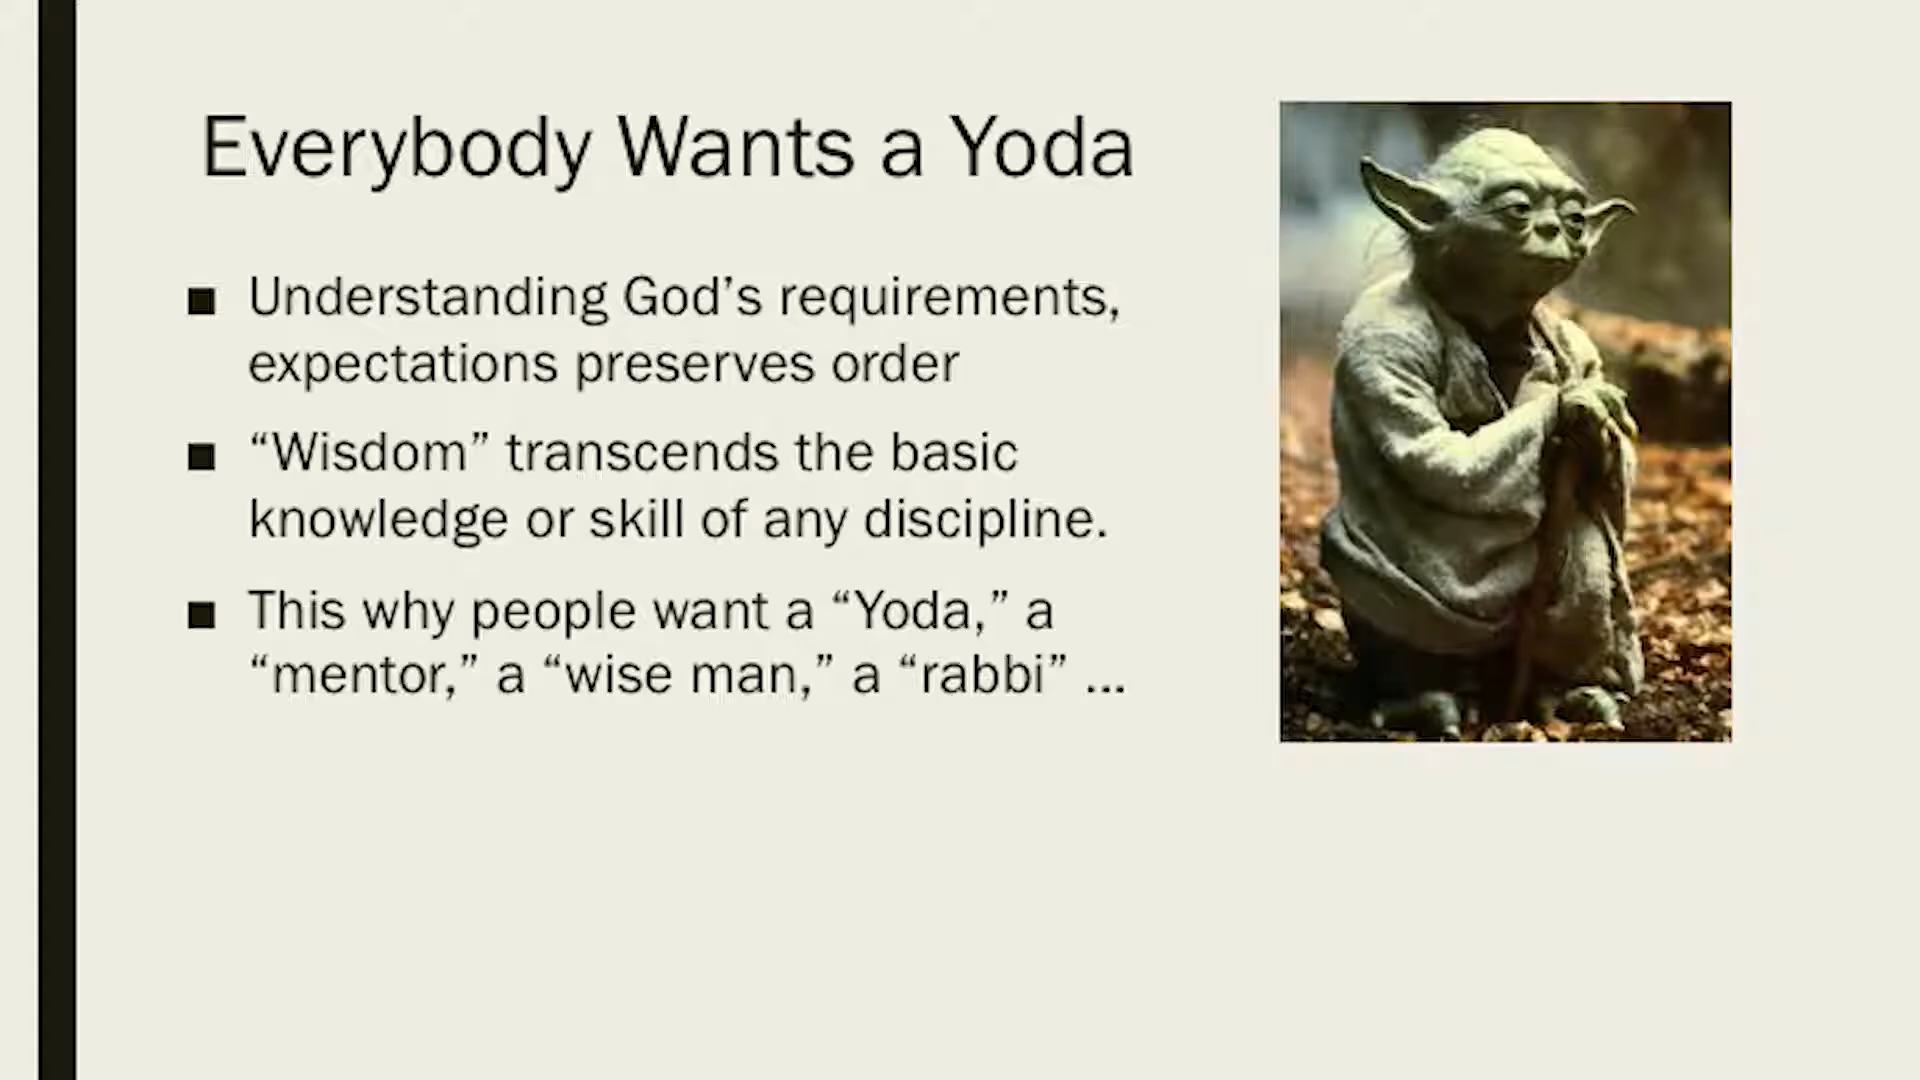 Everybody Wants a Yoda
■ Understanding God’s requirements,
expectations preserves order
■ “Wisdom” transcends the basic
knowledge or skill of any discipline.
■ This why people want a “Yoda,” a
“mentor,” a “wise man,” a “rabbi” ...